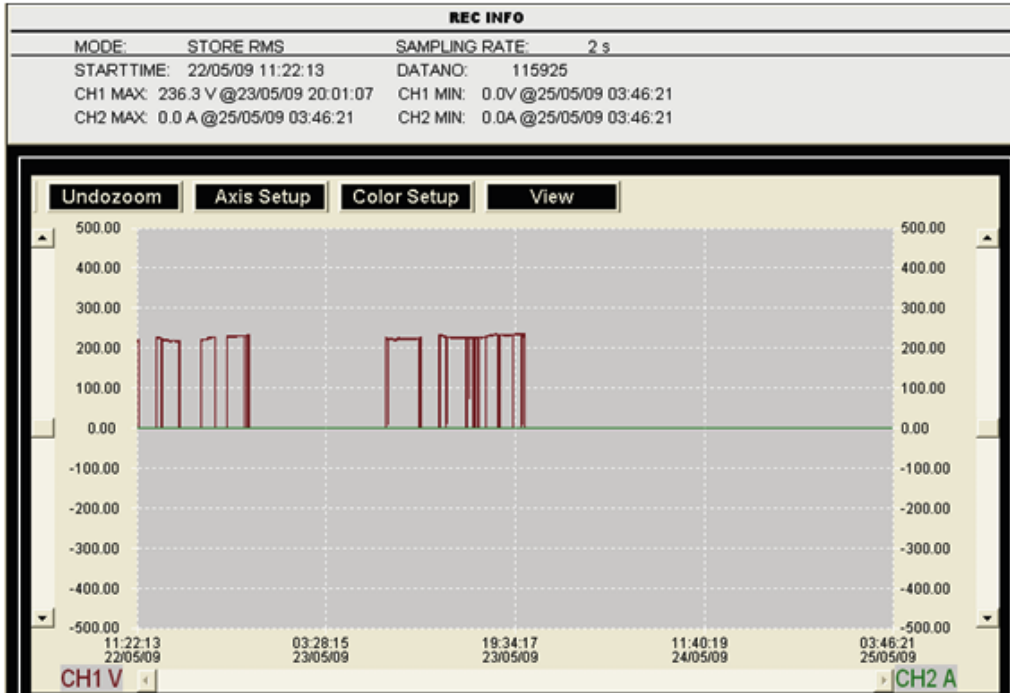 REC INFO
MODE: STORE RMS SAMPLING RATE: 2 s
STARTTIME: 22/05/09 11:22:13 DATANO: 115925
CH1 MAX: 236.3 V @23/05/09 20:01:07 CH1 MIN: 0.0V @25/05/09 03:46:21
CH2 MAX: 0.0 A @25/05/09 03:46:21 CH2 MIN: 0.0A @25/05/09 03:46:21
Undozoom Axis Setup Color Setup View
500.00 500.00
400.00 400.00
300.00 300.00
200.00 200.00
100.00 100.00
0.00 0.00
-100.00 -100.00
-200.00 -200.00
-300.00 -300.00
-400.00 -400.00
-500.00 -500.00
11:22:13 03:28:15 19:34:17 11:40:19 03:46:21
22/05/09 23/05/09 23/05/09 24/05/09 25/05/09
CH1 V CH2 A